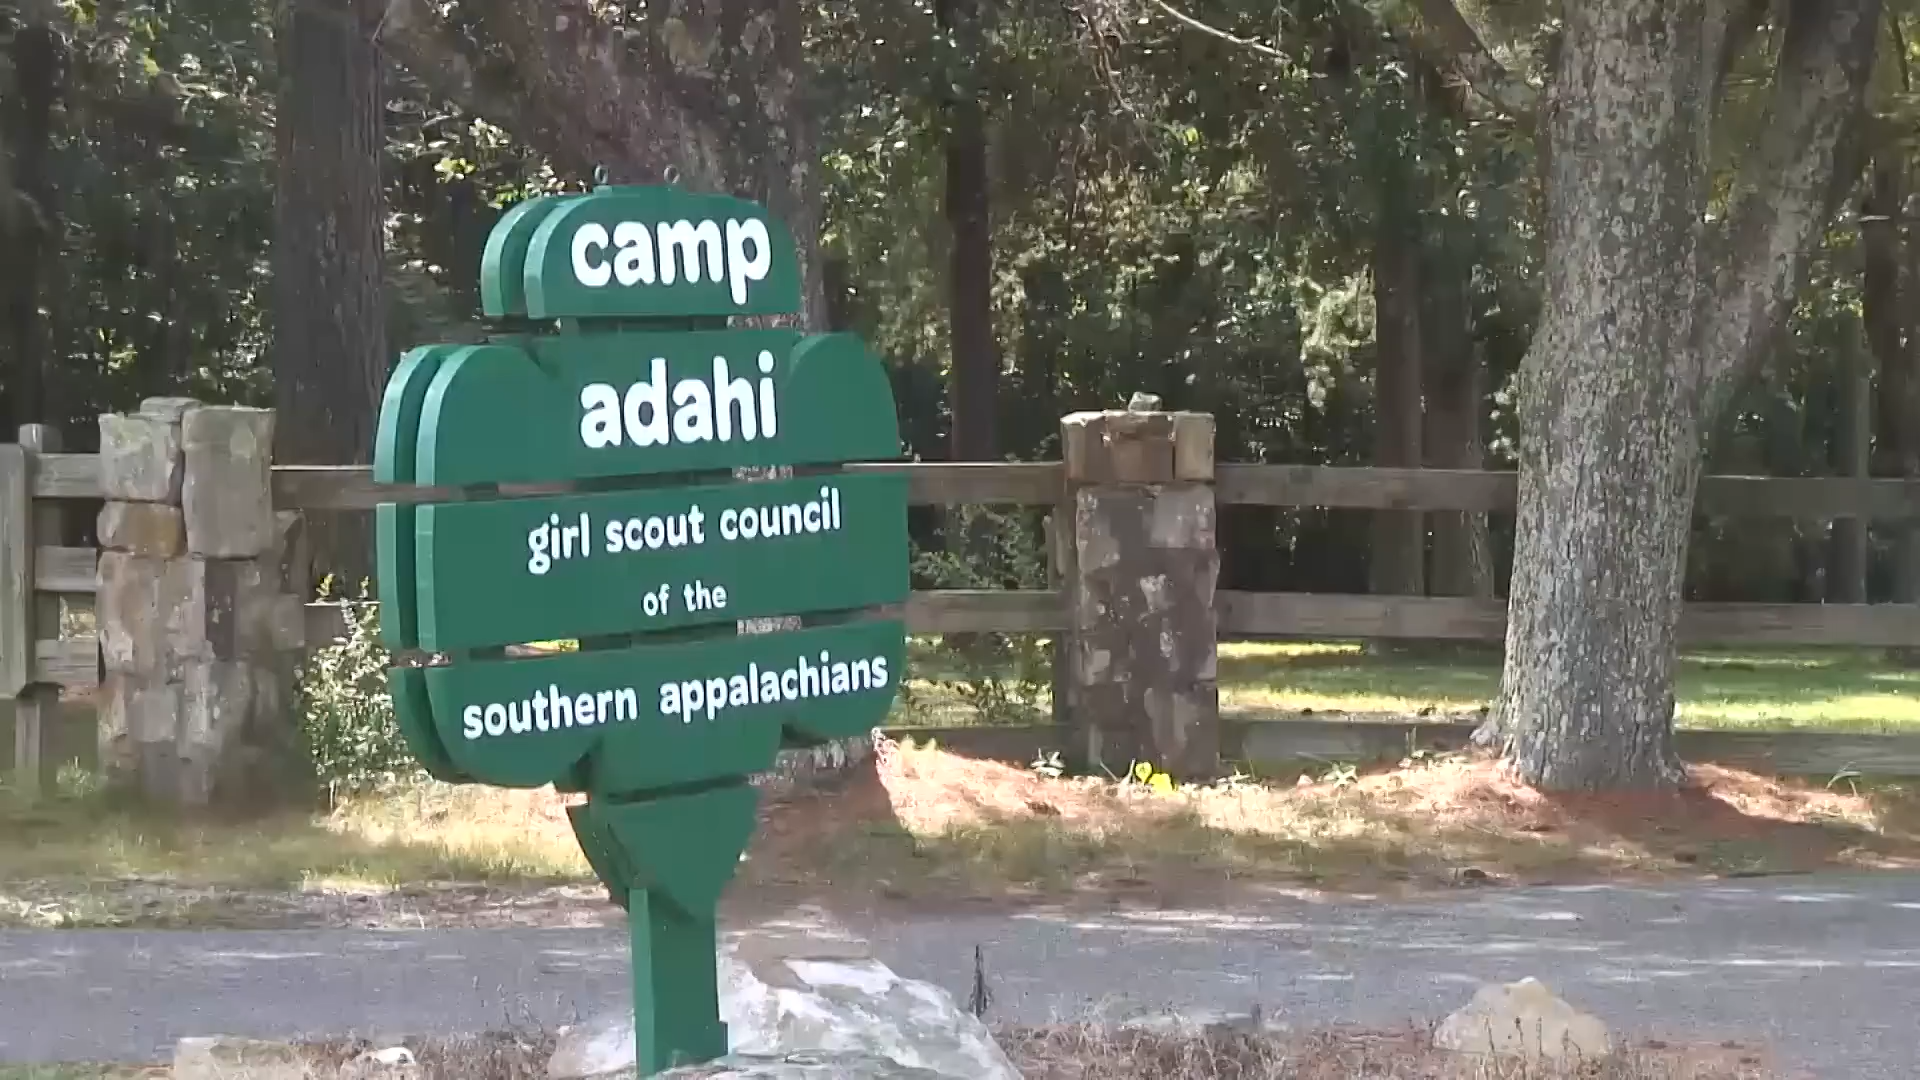 camp
adahi
girl scout council
of the
southern appalachians